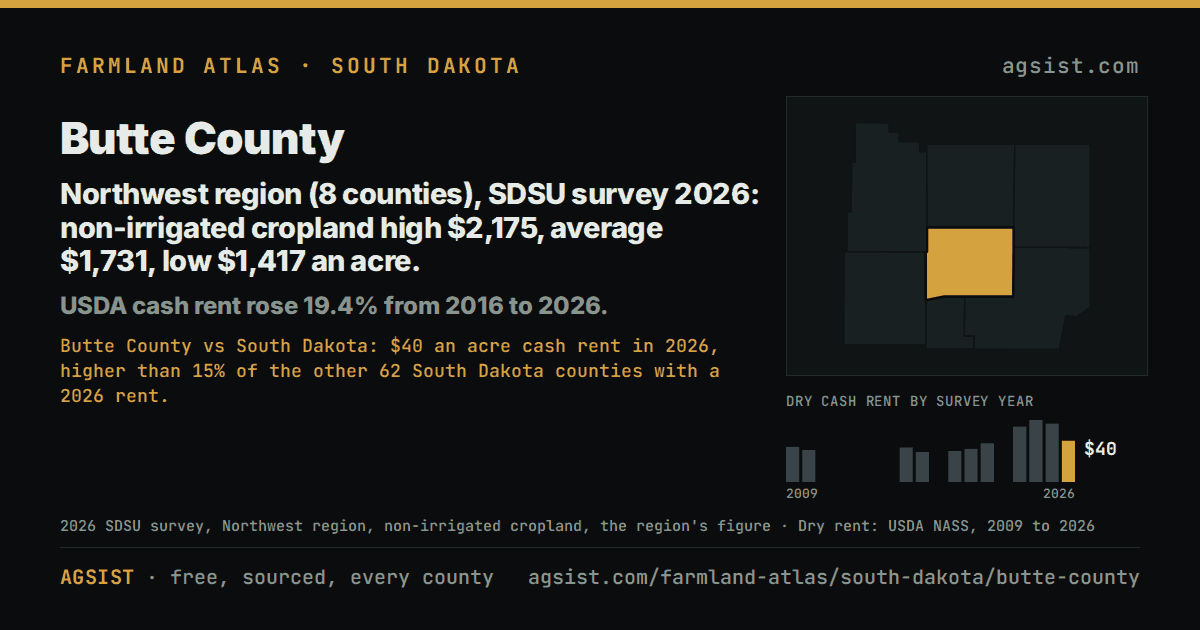 FARMLAND ATLAS · SOUTH DAKOTA
agsist.com
Butte County
Northwest region (8 counties), SDSU survey 2026:
non-irrigated cropland high $2,175, average
$1,731, low $1,417 an acre.
USDA cash rent rose 19.4% from 2016 to 2026.
Butte County vs South Dakota: $40 an acre cash rent in 2026,
higher than 15% of the other 62 South Dakota counties with a
2026 rent.
DRY CASH RENT BY SURVEY YEAR
$40
2009 2026
2026 SDSU survey, Northwest region, non-irrigated cropland, the region's figure · Dry rent: USDA NASS, 2009 to 2026
AGSIST · free, sourced, every county
agsist.com/farmland-atlas/south-dakota/butte-county